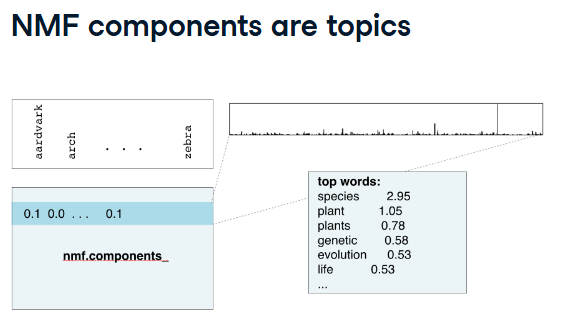 NMF components are topics
aardvark
arch
. . .
zebra
0.1 0.0 ... 0.1
nmf.components_
top words:
species 2.95
plant 1.05
plants 0.78
genetic 0.58
evolution 0.53
life 0.53
...